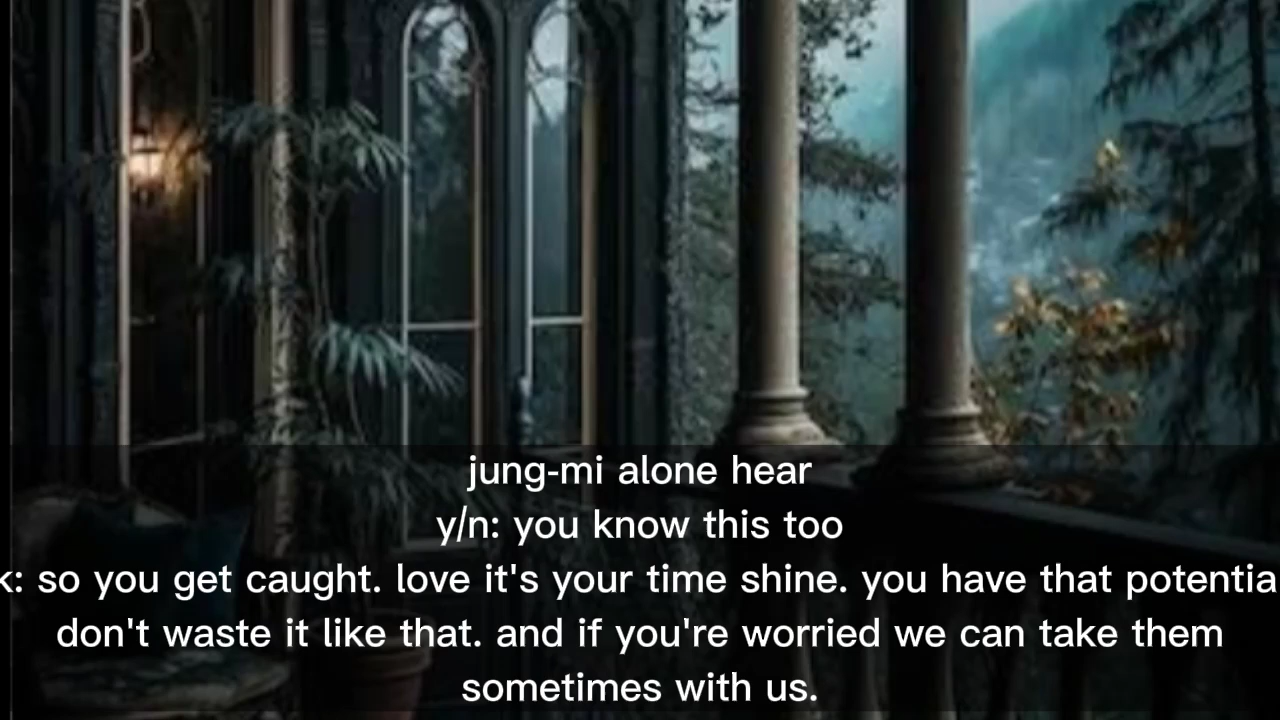 jung-mi alone hear
y/n: you know this too
k: so you get caught. love it's your time shine. you have that potentia
don't waste it like that. and if you're worried we can take them
sometimes with us.